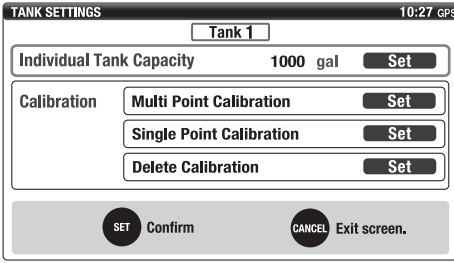 TANK SETTINGS 10:27 GPS
Tank 1
Individual Tank Capacity 1000 gal Set
Calibration Multi Point Calibration Set
Single Point Calibration Set
Delete Calibration Set
SET Confirm CANCEL Exit screen.